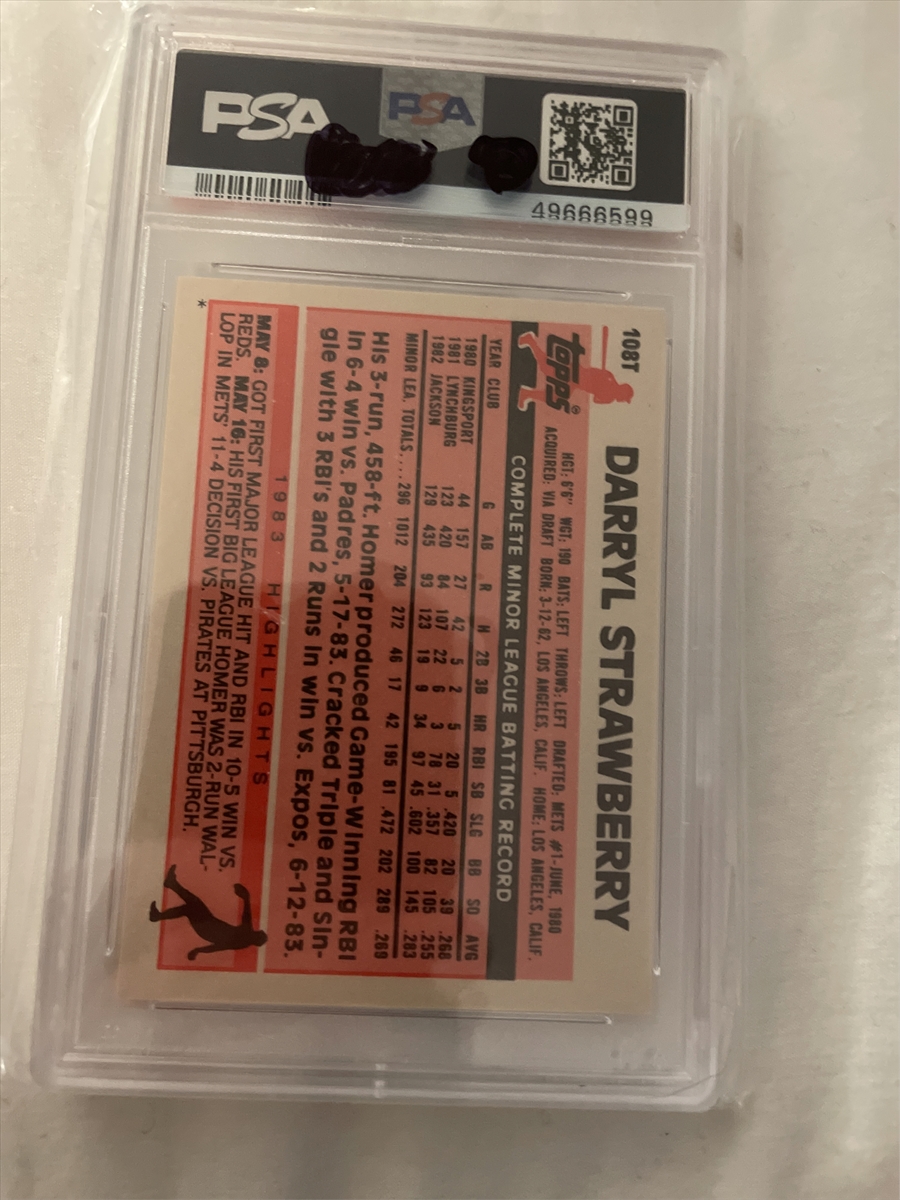 PSA
PSA
49666599
108T
DARRYL STRAWBERRY
topps®
HGT: 6'6" WGT: 190 BATS: LEFT THROWS: LEFT DRAFTED: METS #1-JUNE, 1980
ACQUIRED: VIA DRAFT BORN: 3-12-62, LOS ANGELES, CALIF. HOME: LOS ANGELES, CALIF.
COMPLETE MINOR LEAGUE BATTING RECORD
YEAR CLUB G AB R H 2B 3B HR RBI SB SLG BB SO AVG
1980 KINGSPORT 44 157 27 42 5 2 5 20 5 .420 20 39 .268
1981 LYNCHBURG 123 420 84 107 22 6 3 78 31 .357 82 105 .255
1982 JACKSON 129 435 93 123 19 9 34 97 45 .602 100 145 .283
MINOR LEA. TOTALS.... 296 1012 204 272 46 17 42 195 81 .472 202 289 .269
His 3-run, 458-ft. Homer produced Game-Winning RBI
in 6-4 win vs. Padres, 5-17-83. Cracked Triple and Sin-
gle with 3 RBI's and 2 Runs in win vs. Expos, 6-12-83.
1983 HIGHLIGHTS
MAY 8: GOT FIRST MAJOR LEAGUE HIT AND RBI IN 10-5 WIN VS.
REDS. MAY 16: HIS FIRST BIG LEAGUE HOMER WAS 2-RUN WAL-
LOP IN METS' 11-4 DECISION VS. PIRATES AT PITTSBURGH.
*